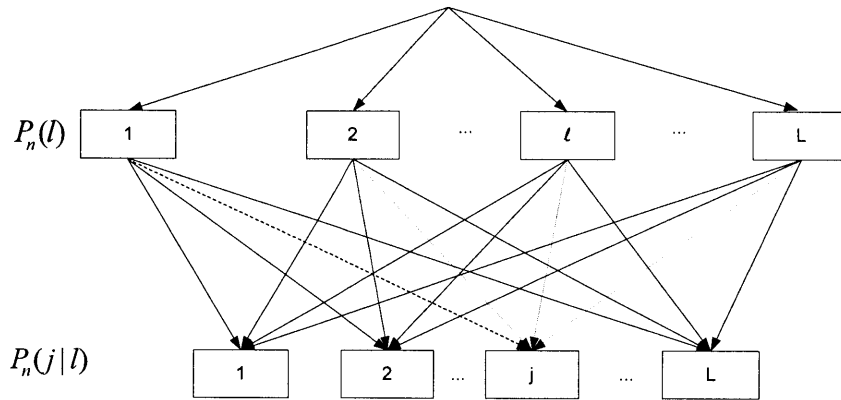 P_n(l) 1 2 ... ℓ ... L
P_n(j|l) 1 2 ... j ... L